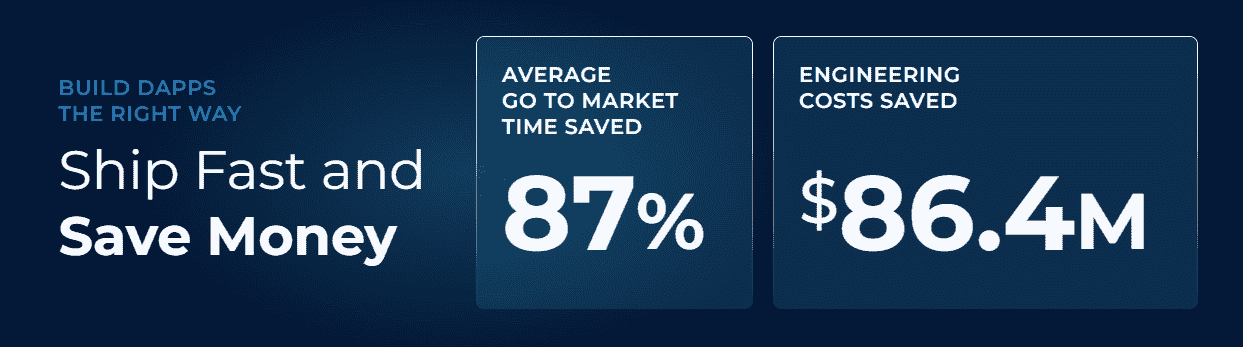 BUILD DAPPS
THE RIGHT WAY
Ship Fast and
Save Money
AVERAGE
GO TO MARKET
TIME SAVED
87%
ENGINEERING
COSTS SAVED
$86.4M